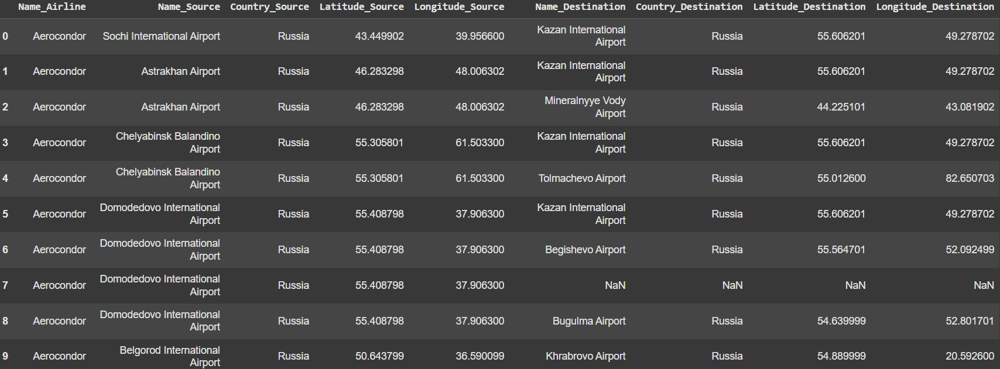 Name_Airline Name_Source Country_Source Latitude_Source Longitude_Source Name_Destination Country_Destination Latitude_Destination Longitude_Destination
0 Aerocondor Sochi International Airport Russia 43.449902 39.956600 Kazan International Airport Russia 55.606201 49.278702
1 Aerocondor Astrakhan Airport Russia 46.283298 48.006302 Kazan International Airport Russia 55.606201 49.278702
2 Aerocondor Astrakhan Airport Russia 46.283298 48.006302 Mineralnyye Vody Airport Russia 44.225101 43.081902
3 Aerocondor Chelyabinsk Balandino Airport Russia 55.305801 61.503300 Kazan International Airport Russia 55.606201 49.278702
4 Aerocondor Chelyabinsk Balandino Airport Russia 55.305801 61.503300 Tolmachevo Airport Russia 55.012600 82.650703
5 Aerocondor Domodedovo International Airport Russia 55.408798 37.906300 Kazan International Airport Russia 55.606201 49.278702
6 Aerocondor Domodedovo International Airport Russia 55.408798 37.906300 Begishevo Airport Russia 55.564701 52.092499
7 Aerocondor Domodedovo International Airport Russia 55.408798 37.906300 NaN NaN NaN NaN
8 Aerocondor Domodedovo International Airport Russia 55.408798 37.906300 Bugulma Airport Russia 54.639999 52.801701
9 Aerocondor Belgorod International Airport Russia 50.643799 36.590099 Khrabrovo Airport Russia 54.889999 20.592600